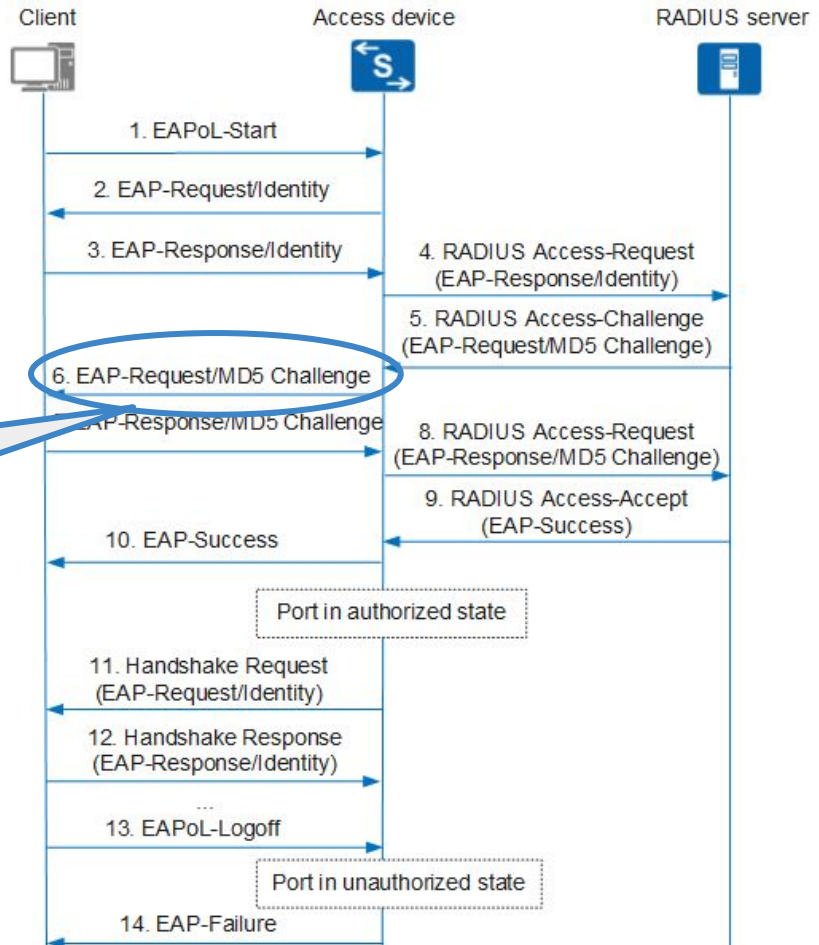 Client
Access device
RADIUS server
S
1. EAPoL-Start
2. EAP-Request/Identity
3. EAP-Response/Identity
4. RADIUS Access-Request
(EAP-Response/Identity)
5. RADIUS Access-Challenge
(EAP-Request/MD5 Challenge)
6. EAP-Request/MD5 Challenge
EAP-Response/MD5 Challenge
8. RADIUS Access-Request
(EAP-Response/MD5 Challenge)
9. RADIUS Access-Accept
(EAP-Success)
10. EAP-Success
Port in authorized state
11. Handshake Request
(EAP-Request/Identity)
12. Handshake Response
(EAP-Response/Identity)
...
13. EAPoL-Logoff
Port in unauthorized state
14. EAP-Failure